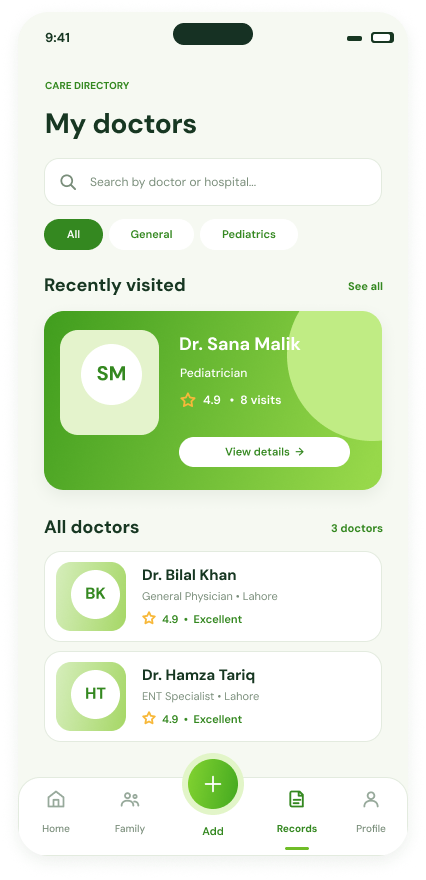 9:41
CARE DIRECTORY
My doctors
Search by doctor or hospital...
All
General
Pediatrics
Recently visited
See all
SM
Dr. Sana Malik
Pediatrician
4.9 • 8 visits
View details →
All doctors
3 doctors
BK
Dr. Bilal Khan
General Physician • Lahore
4.9 • Excellent
HT
Dr. Hamza Tariq
ENT Specialist • Lahore
4.9 • Excellent
Home
Family
Add
Records
Profile